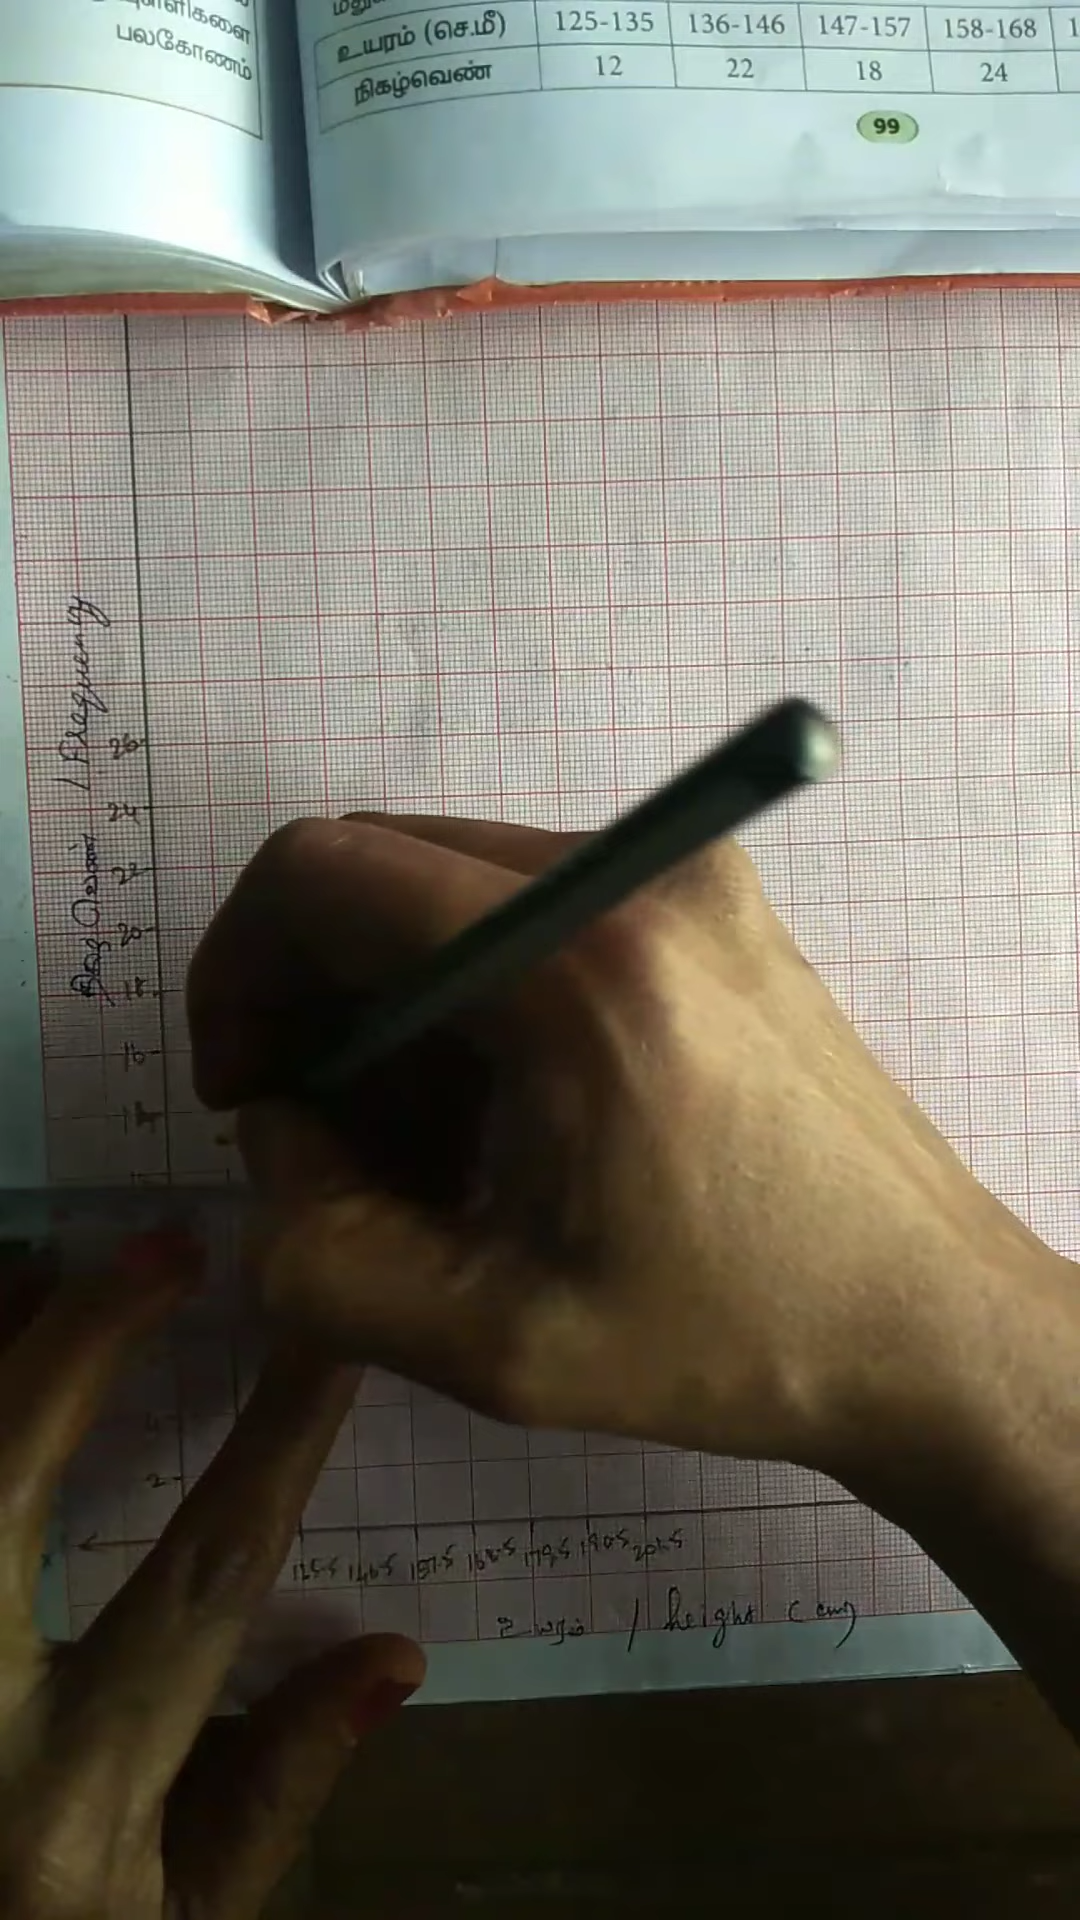 பலகோணம்
உயரம் (செ.மீ) 125-135 136-146 147-157 158-168
நிகழ்வெண் 12 22 18 24
99
நிகழ்வெண் / Frequency
26
24
22
20
18
16
14
4
2
146.5 157.5 168.5 179.5 190.5 201.5
உயரம் / height (cm)